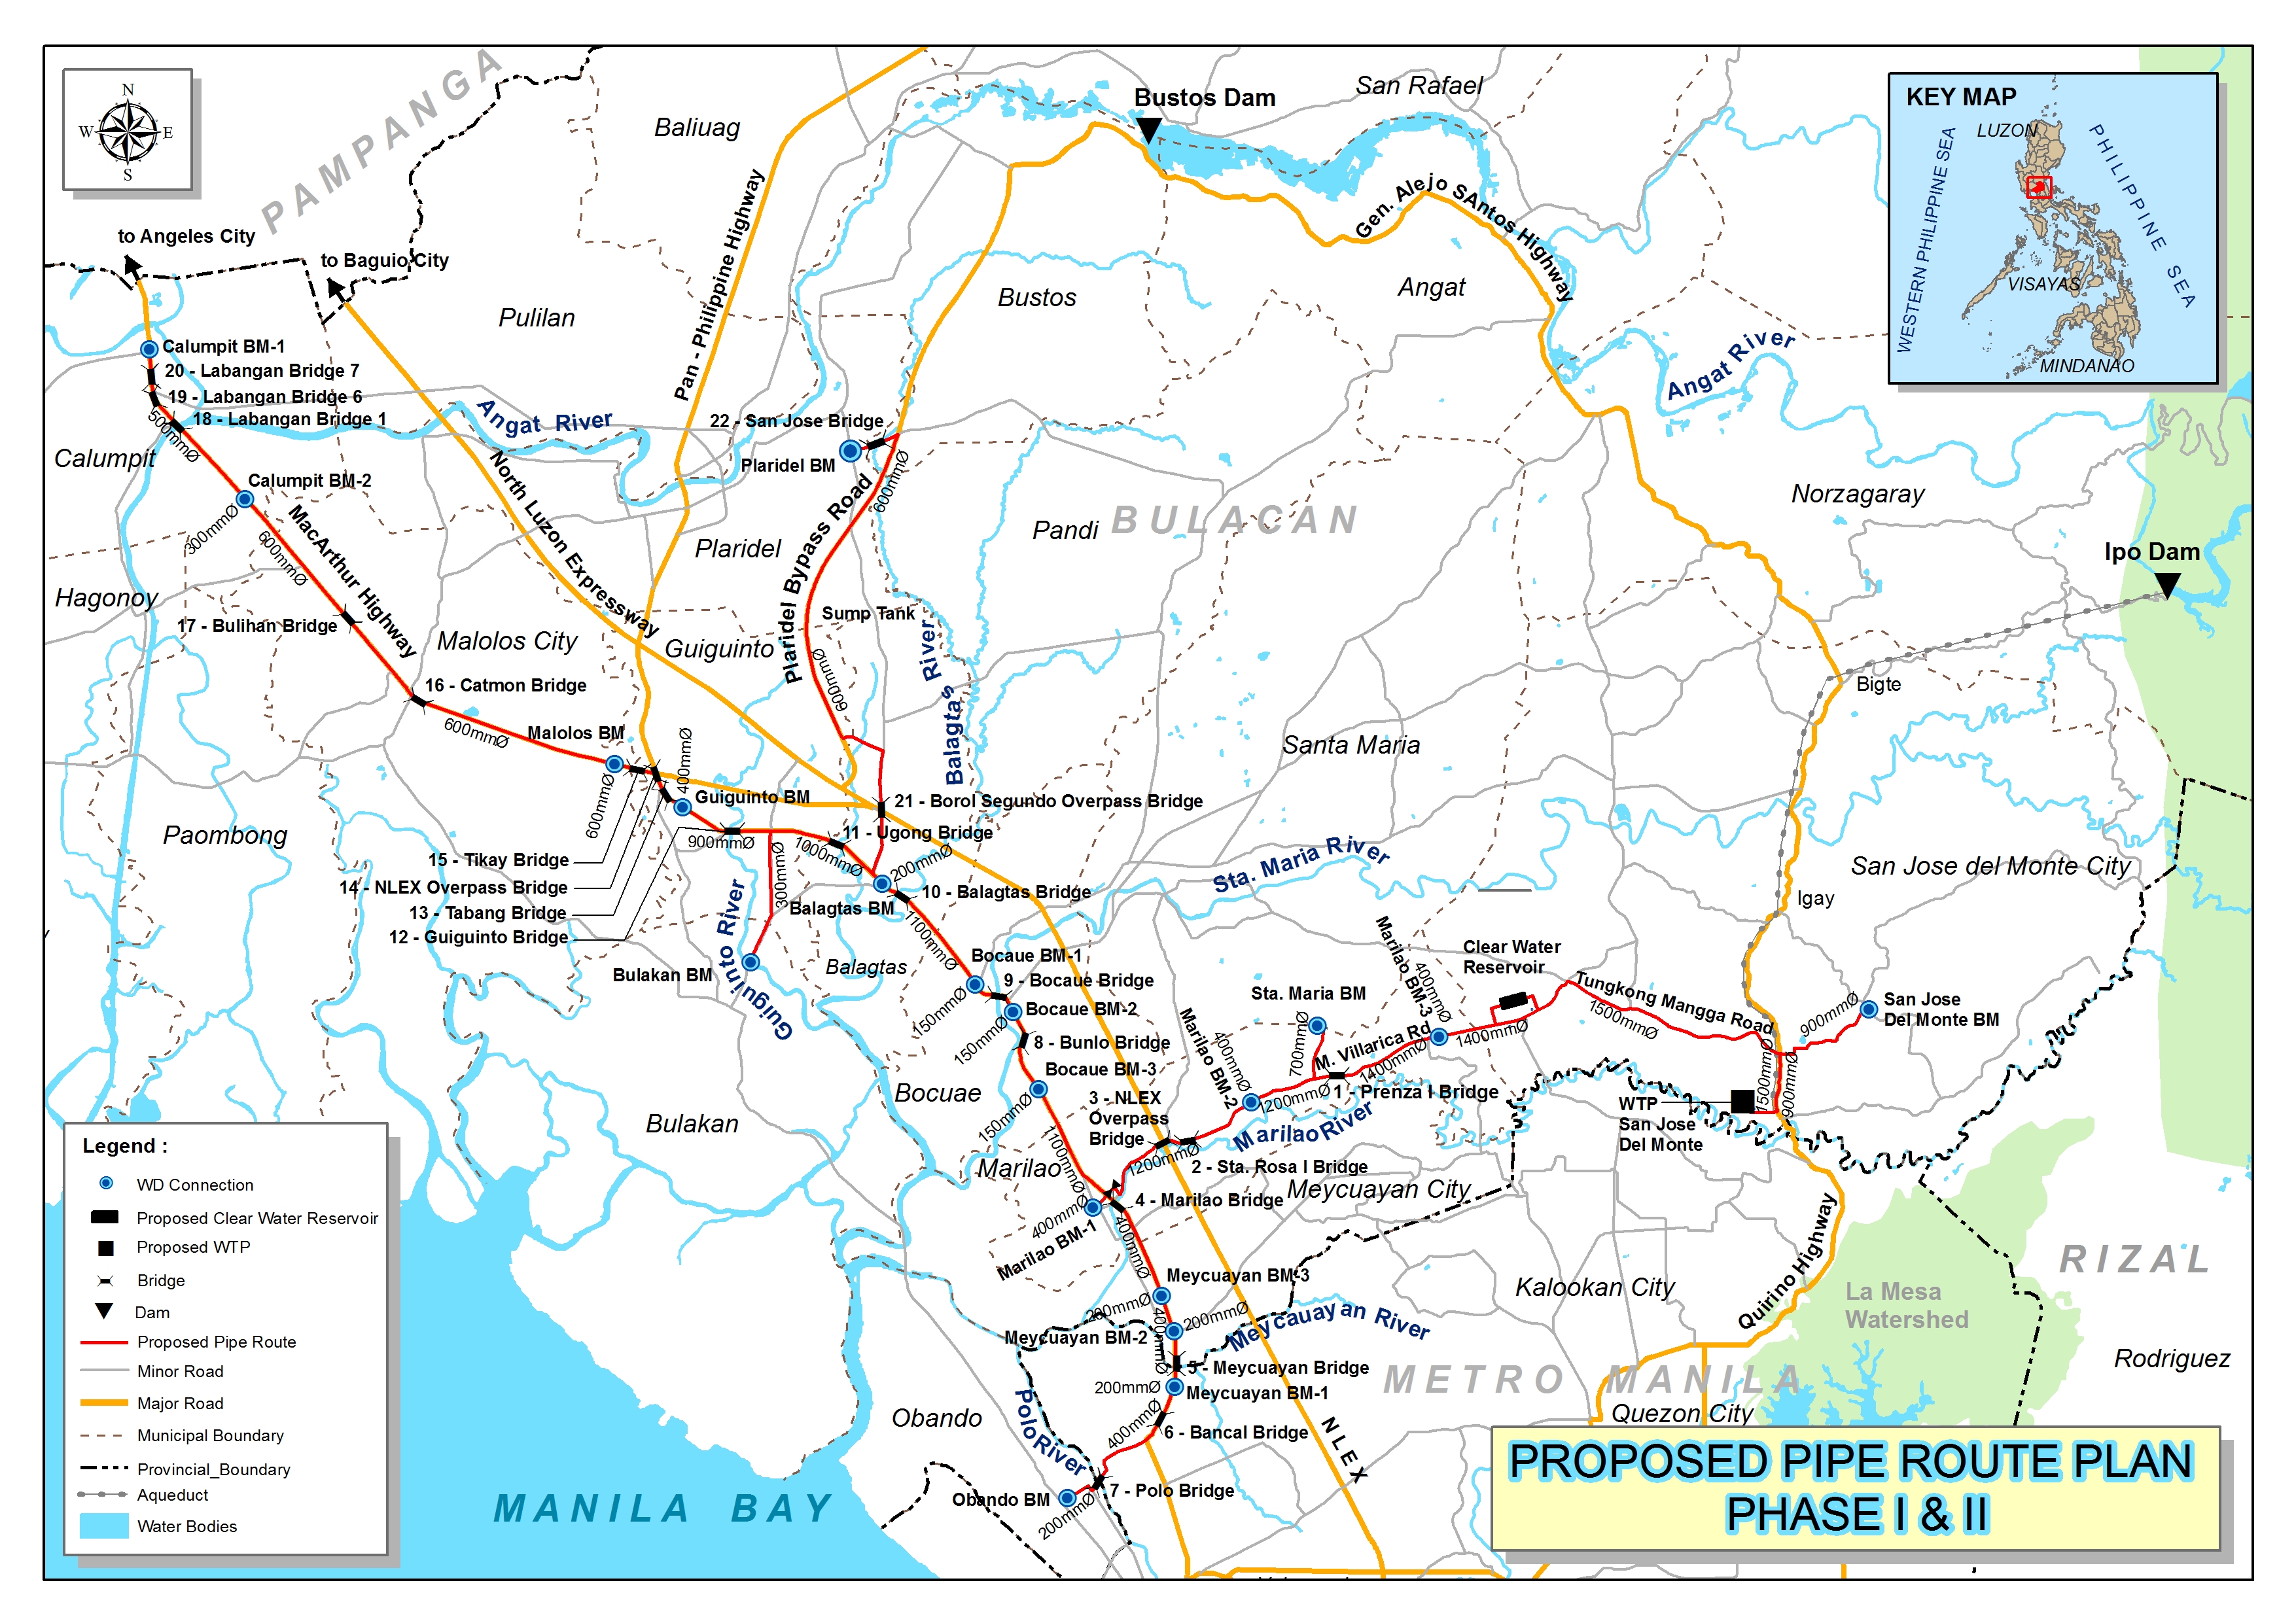 N
W
E
S
PAMPANGA
to Angeles City
to Baguio City
Baliuag
Bustos Dam
San Rafael
Pan - Philippine Highway
Gen. Alejo SAntos Highway
Pulilan
Bustos
Angat
Angat River
KEY MAP
LUZON
WESTERN PHILIPPINE SEA
PHILIPPINE SEA
VISAYAS
MINDANAO
Calumpit BM-1
20 - Labangan Bridge 7
19 - Labangan Bridge 6
18 - Labangan Bridge 1
500mmØ
Angat River
22 - San Jose Bridge
Plaridel BM
600mmØ
Calumpit
Calumpit BM-2
300mmØ
600mmØ
MacArthur Highway
North Luzon Expressway
Plaridel Bypass Road
Plaridel
Pandi
BULACAN
Norzagaray
Ipo Dam
Hagonoy
17 - Bulihan Bridge
Malolos City
Guiguinto
Sump Tank
600mmØ
Balagtas River
Bigte
16 - Catmon Bridge
600mmØ
Malolos BM
600mmØ
400mmØ
Guiguinto BM
Santa Maria
21 - Borol Segundo Overpass Bridge
11 - Ugong Bridge
900mmØ
1000mmØ
200mmØ
300mmØ
Paombong
15 - Tikay Bridge
14 - NLEX Overpass Bridge
13 - Tabang Bridge
12 - Guiguinto Bridge
10 - Balagtas Bridge
Balagtas BM
1100mmØ
Sta. Maria River
San Jose del Monte City
Igay
Guiguinto River
Bulakan BM
Balagtas
Bocaue BM-1
9 - Bocaue Bridge
150mmØ
Bocaue BM-2
150mmØ
8 - Bunlo Bridge
Bocaue BM-3
150mmØ
Bocuae
Bulakan
Sta. Maria BM
700mmØ
Marilao BM-3
400mmØ
Clear Water
Reservoir
Tungkong Mangga Road
1500mmØ
1400mmØ
M. Villarica Rd
1400mmØ
900mmØ
San Jose
Del Monte BM
1500mmØ
900mmØ
WTP
San Jose
Del Monte
Marilao BM-2
400mmØ
1200mmØ
1 - Prenza I Bridge
Marilao River
3 - NLEX
Overpass
Bridge
1200mmØ
2 - Sta. Rosa I Bridge
Marilao
1100mmØ
4 - Marilao Bridge
400mmØ
Marilao BM-1
400mmØ
Meycuayan City
Meycuayan BM-3
200mmØ
400mmØ
200mmØ
Meycuayan BM-2
Meycauayan River
5 - Meycuayan Bridge
200mmØ
Meycuayan BM-1
400mmØ
6 - Bancal Bridge
Polo River
Obando
Obando BM
200mmØ
7 - Polo Bridge
NLEX
Kalookan City
Quirino Highway
La Mesa
Watershed
RIZAL
Rodriguez
METRO MANILA
Quezon City
MANILA BAY
Legend :
WD Connection
Proposed Clear Water Reservoir
Proposed WTP
Bridge
Dam
Proposed Pipe Route
Minor Road
Major Road
Municipal Boundary
Provincial_Boundary
Aqueduct
Water Bodies
PROPOSED PIPE ROUTE PLAN
PHASE I & II